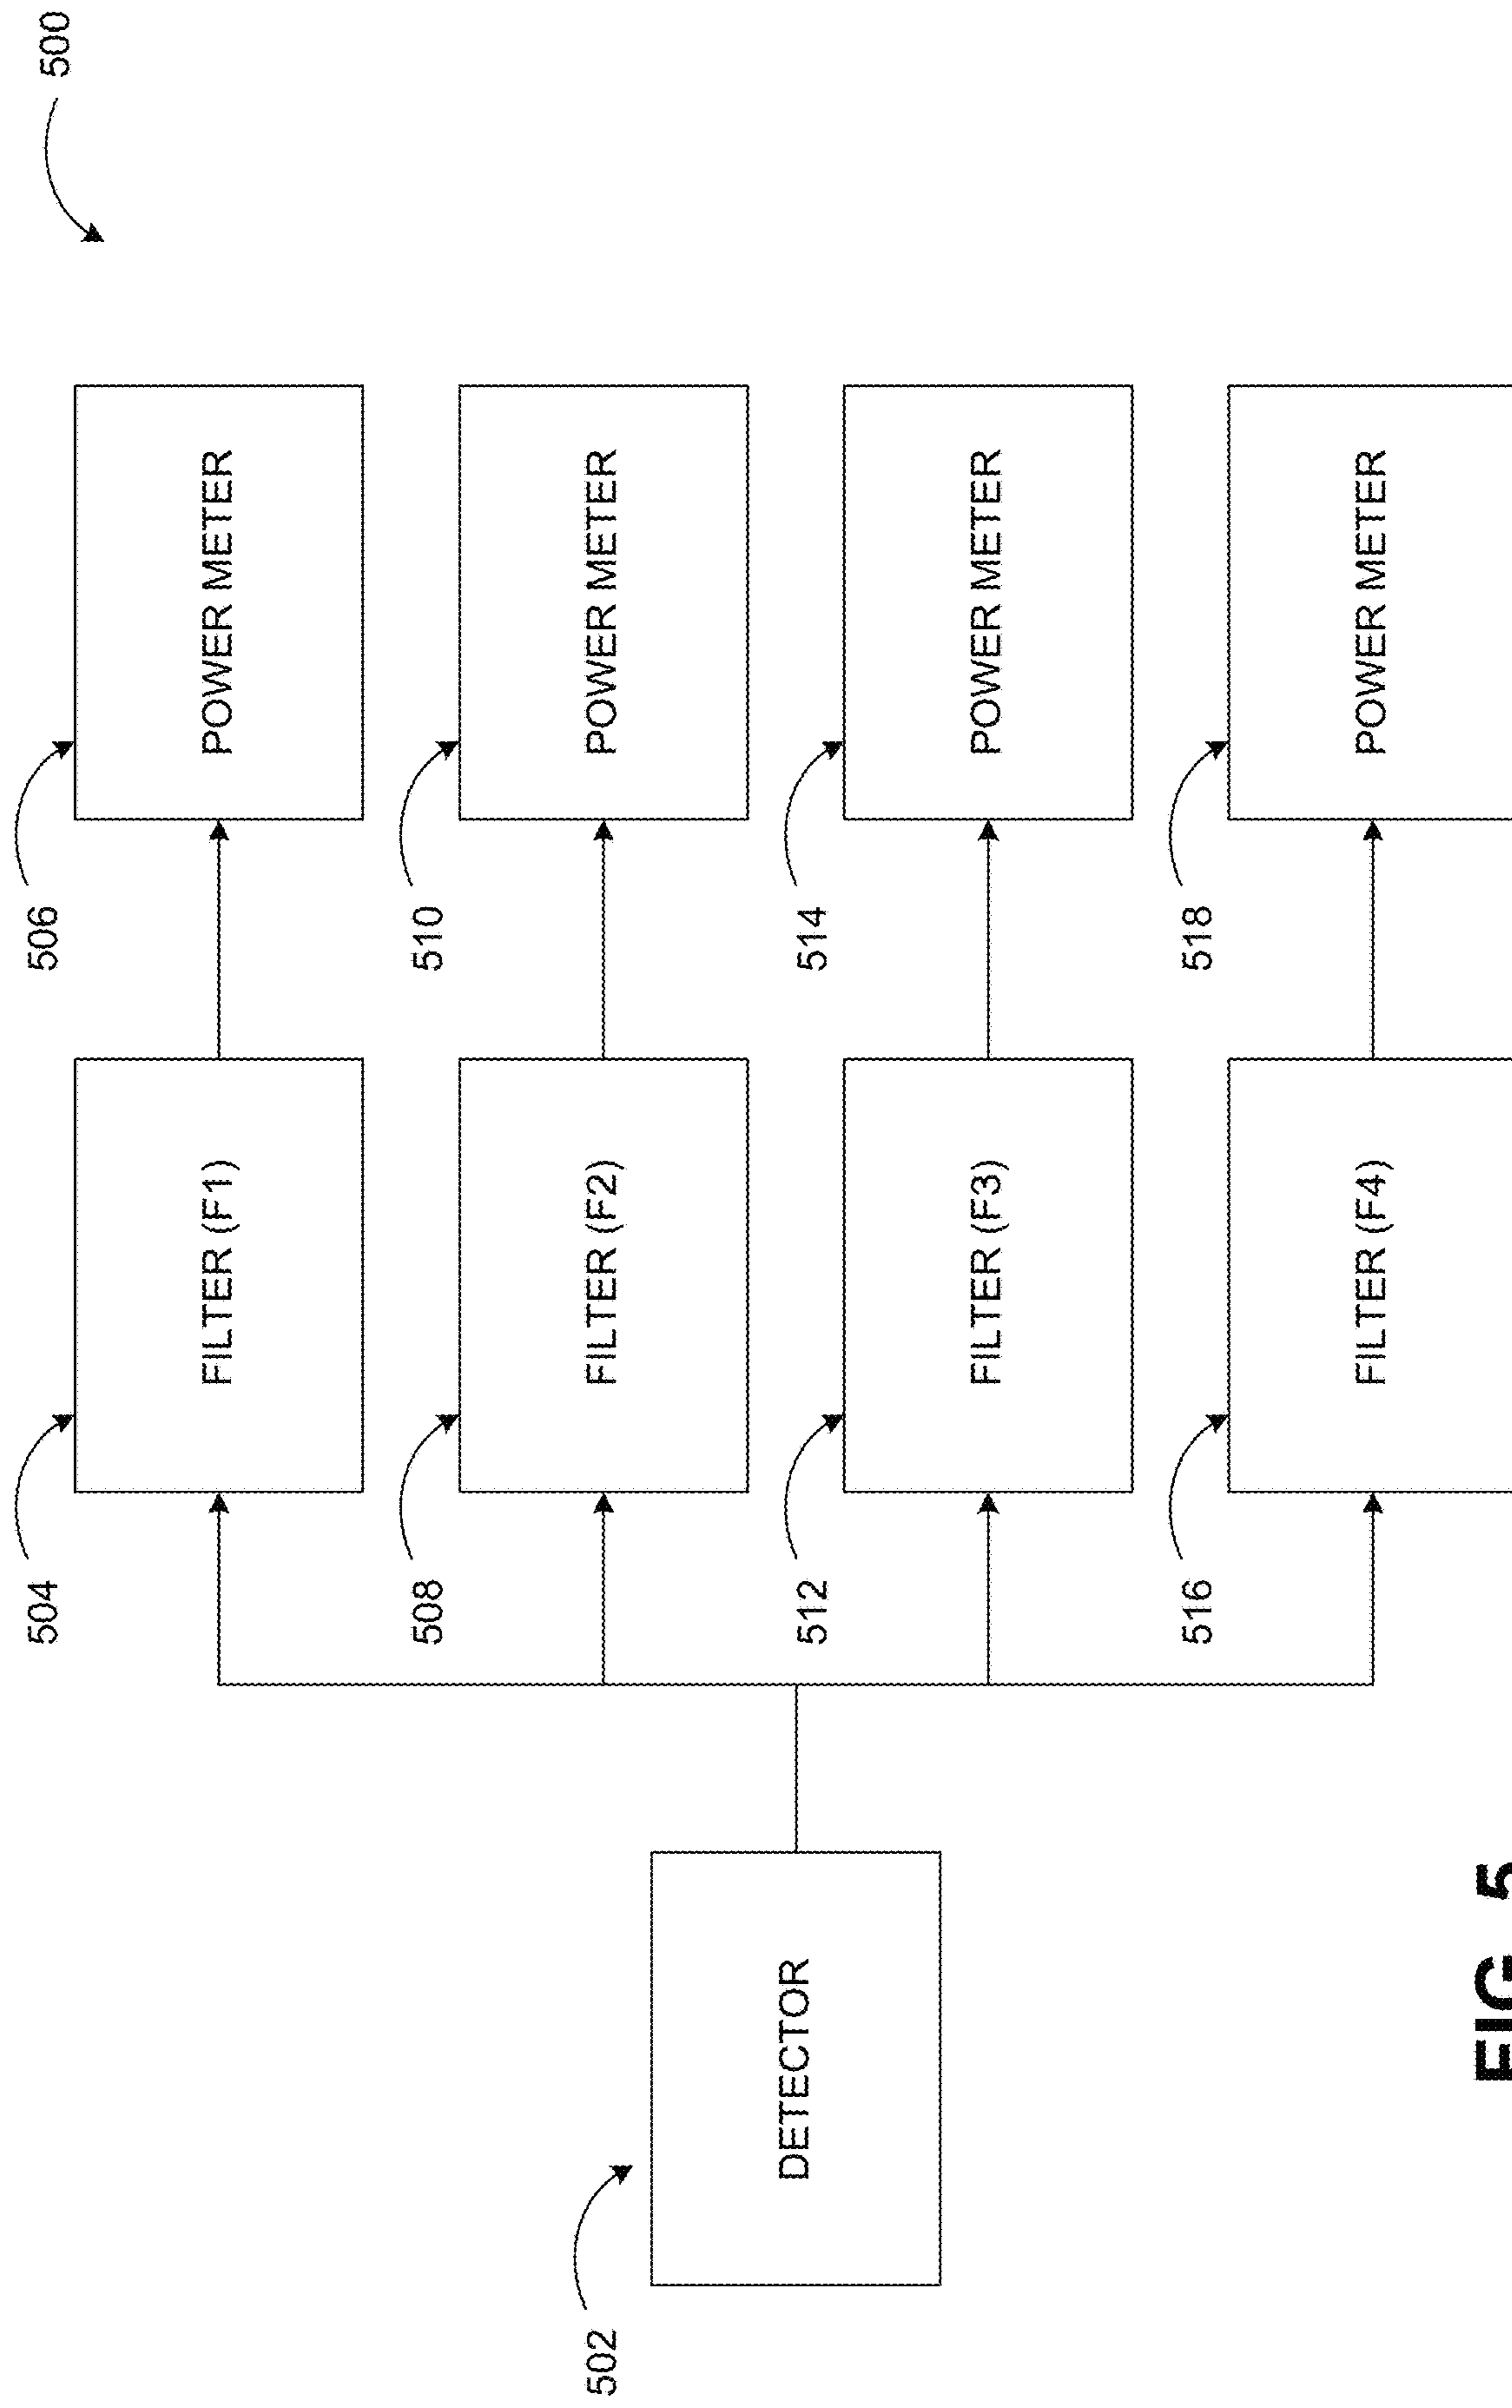 500
506
POWER METER
504
FILTER (F1)
510
POWER METER
508
FILTER (F2)
502
DETECTOR
514
POWER METER
512
FILTER (F3)
518
POWER METER
516
FILTER (F4)
FIG. 5